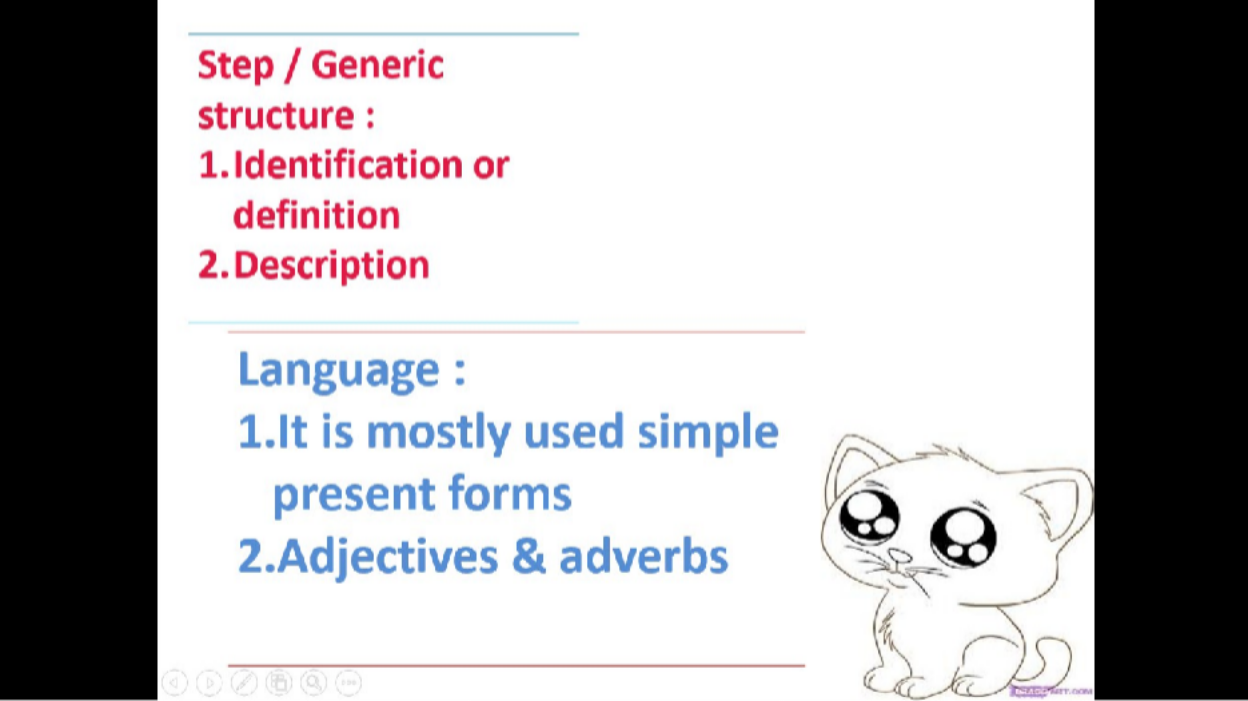 Step / Generic
structure :
1.Identification or
definition
2.Description
Language :
1.It is mostly used simple
present forms
2.Adjectives & adverbs